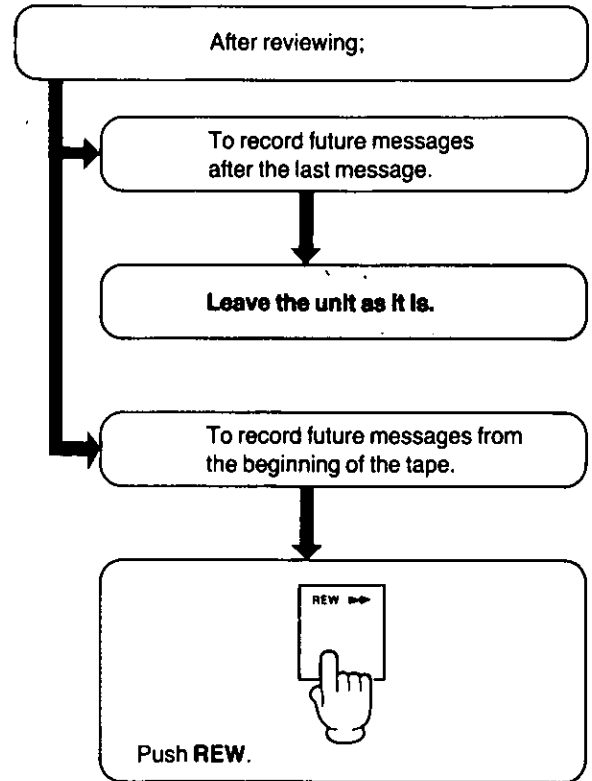 After reviewing;
To record future messages
after the last message.
Leave the unit as it is.
To record future messages from
the beginning of the tape.
REW ▶▶
Push REW.